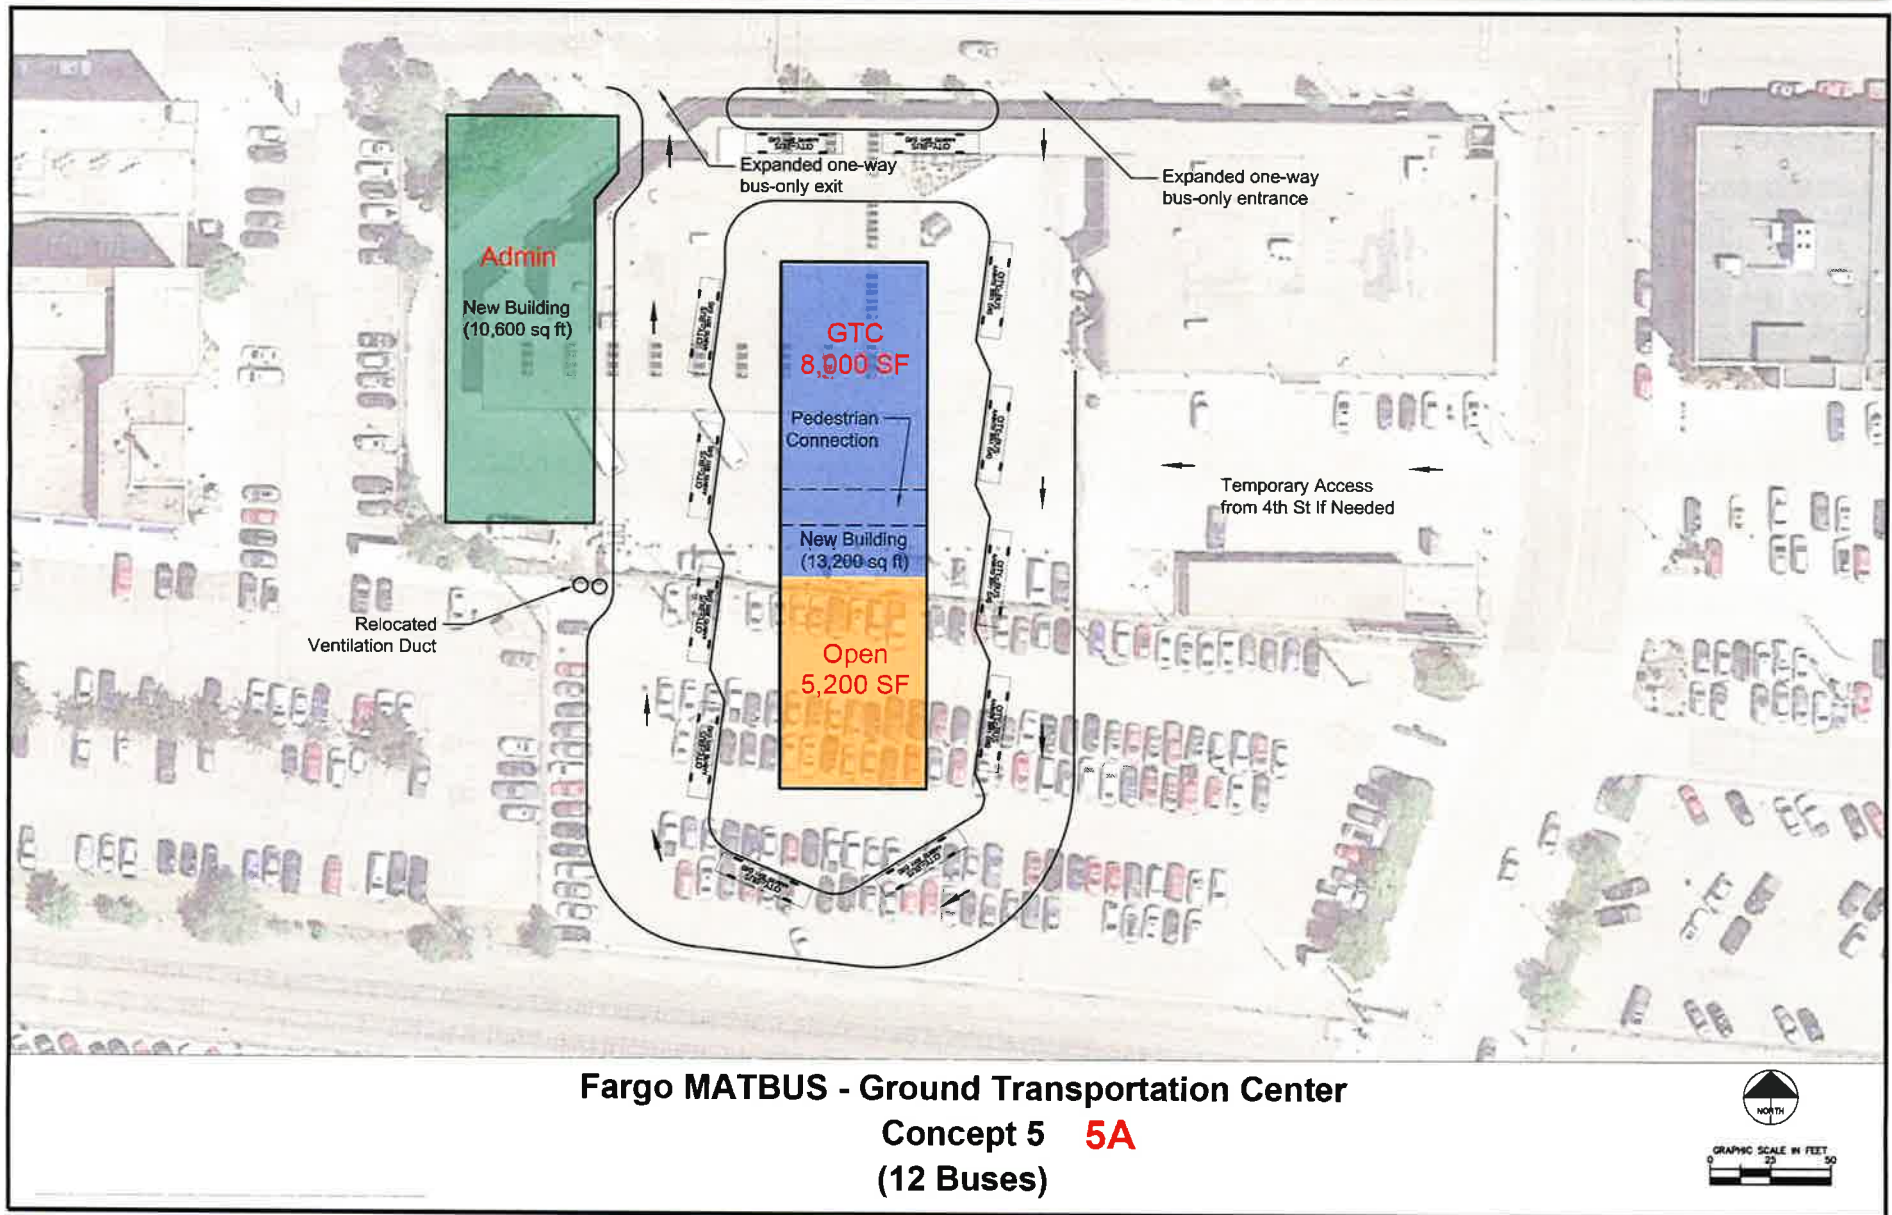 Expanded one-way
bus-only exit
Expanded one-way
bus-only entrance
Admin
New Building
(10,600 sq ft)
GTC
8,000 SF
Pedestrian
Connection
New Building
(13,200 sq ft)
Temporary Access
from 4th St If Needed
Relocated
Ventilation Duct
Open
5,200 SF
Fargo MATBUS - Ground Transportation Center
Concept 5 5A
(12 Buses)
NORTH
GRAPHIC SCALE IN FEET
0 25 50